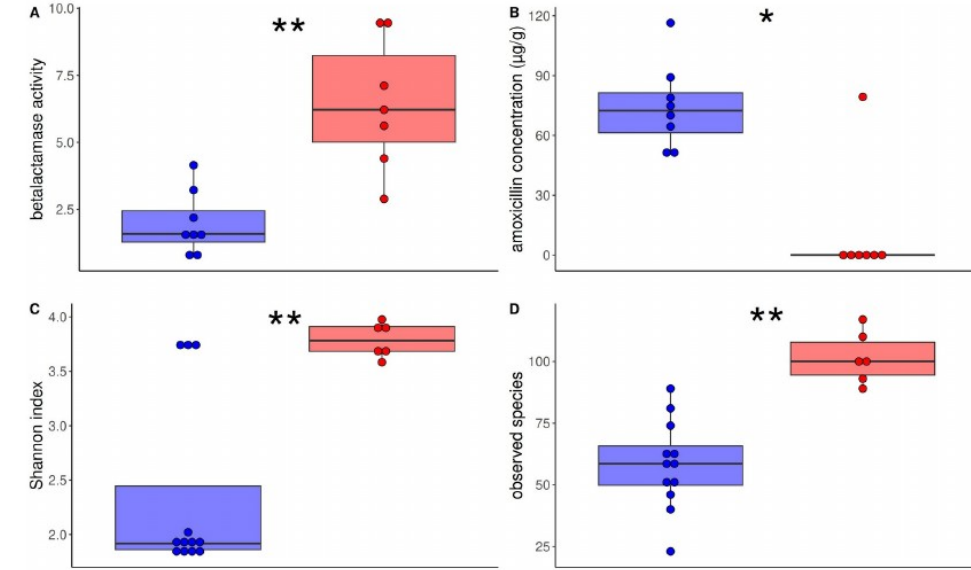 A
**
betalactamase activity
10.0
7.5
5.0
2.5
B
*
amoxicillin concentration (µg/g)
120
90
60
30
0
C
**
Shannon index
4.0
3.5
3.0
2.5
2.0
D
**
observed species
100
75
50
25